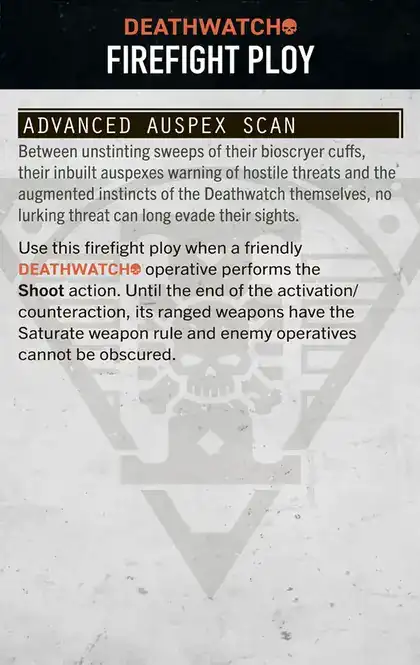 DEATHWATCH
FIREFIGHT PLOY
ADVANCED AUSPEX SCAN
Between unstinting sweeps of their bioscryer cuffs,
their inbuilt auspexes warning of hostile threats and the
augmented instincts of the Deathwatch themselves, no
lurking threat can long evade their sights.
Use this firefight ploy when a friendly
DEATHWATCH operative performs the
Shoot action. Until the end of the activation/
counteraction, its ranged weapons have the
Saturate weapon rule and enemy operatives
cannot be obscured.